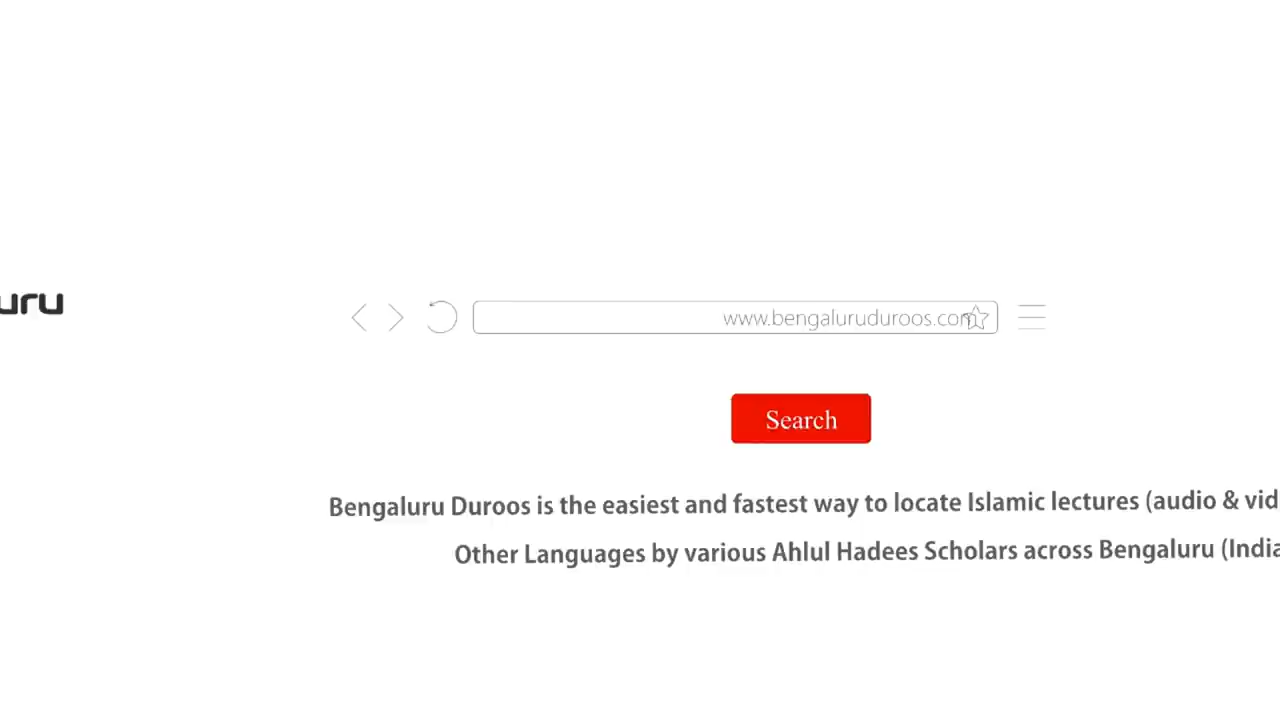 uru
www.bengaluruduroos.com
Search
Bengaluru Duroos is the easiest and fastest way to locate Islamic lectures (audio & vid
Other Languages by various Ahlul Hadees Scholars across Bengaluru (India